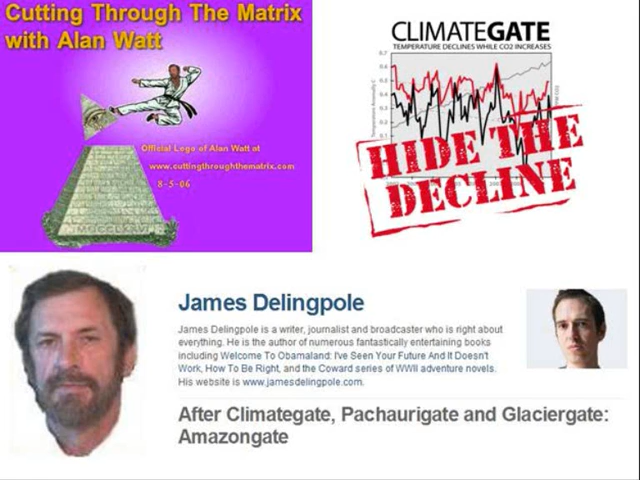 Cutting Through The Matrix
with Alan Watt
Official Logo of Alan Watt at
www.cuttingthroughthematrix.com
8-5-06
MDCCLXXVI
CLIMATEGATE
TEMPERATURE DECLINES WHILE CO2 INCREASES
Temperature Anomaly C
HIDE THE
DECLINE
James Delingpole
James Delingpole is a writer, journalist and broadcaster who is right about
everything. He is the author of numerous fantastically entertaining books
including Welcome To Obamaland: I've Seen Your Future And It Doesn't
Work, How To Be Right, and the Coward series of WWII adventure novels.
His website is www.jamesdelingpole.com.
After Climategate, Pachaurigate and Glaciergate:
Amazongate